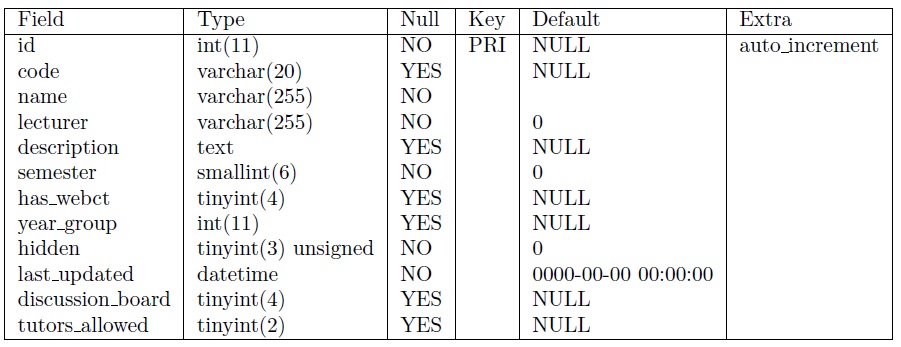 Field Type Null Key Default Extra
id int(11) NO PRI NULL auto_increment
code varchar(20) YES NULL
name varchar(255) NO
lecturer varchar(255) NO 0
description text YES NULL
semester smallint(6) NO 0
has_webct tinyint(4) YES NULL
year_group int(11) YES NULL
hidden tinyint(3) unsigned NO 0
last_updated datetime NO 0000-00-00 00:00:00
discussion_board tinyint(4) YES NULL
tutors_allowed tinyint(2) YES NULL